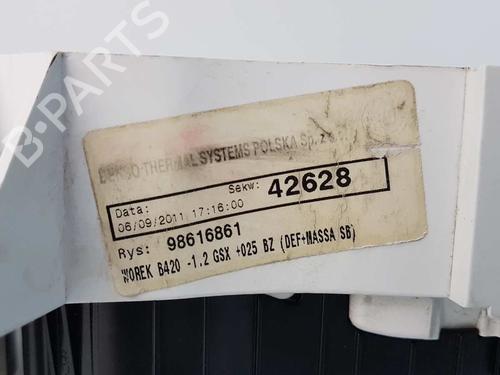 THERMAL SYSTEMS POLSKA Sp. z
Data: Sekw: 42628
06/09/2011 17:16:00
Rys: 98616861
WOREK B420 -1.2 GSX +025 BZ (DEF+MASSA SB)
B-PARTS